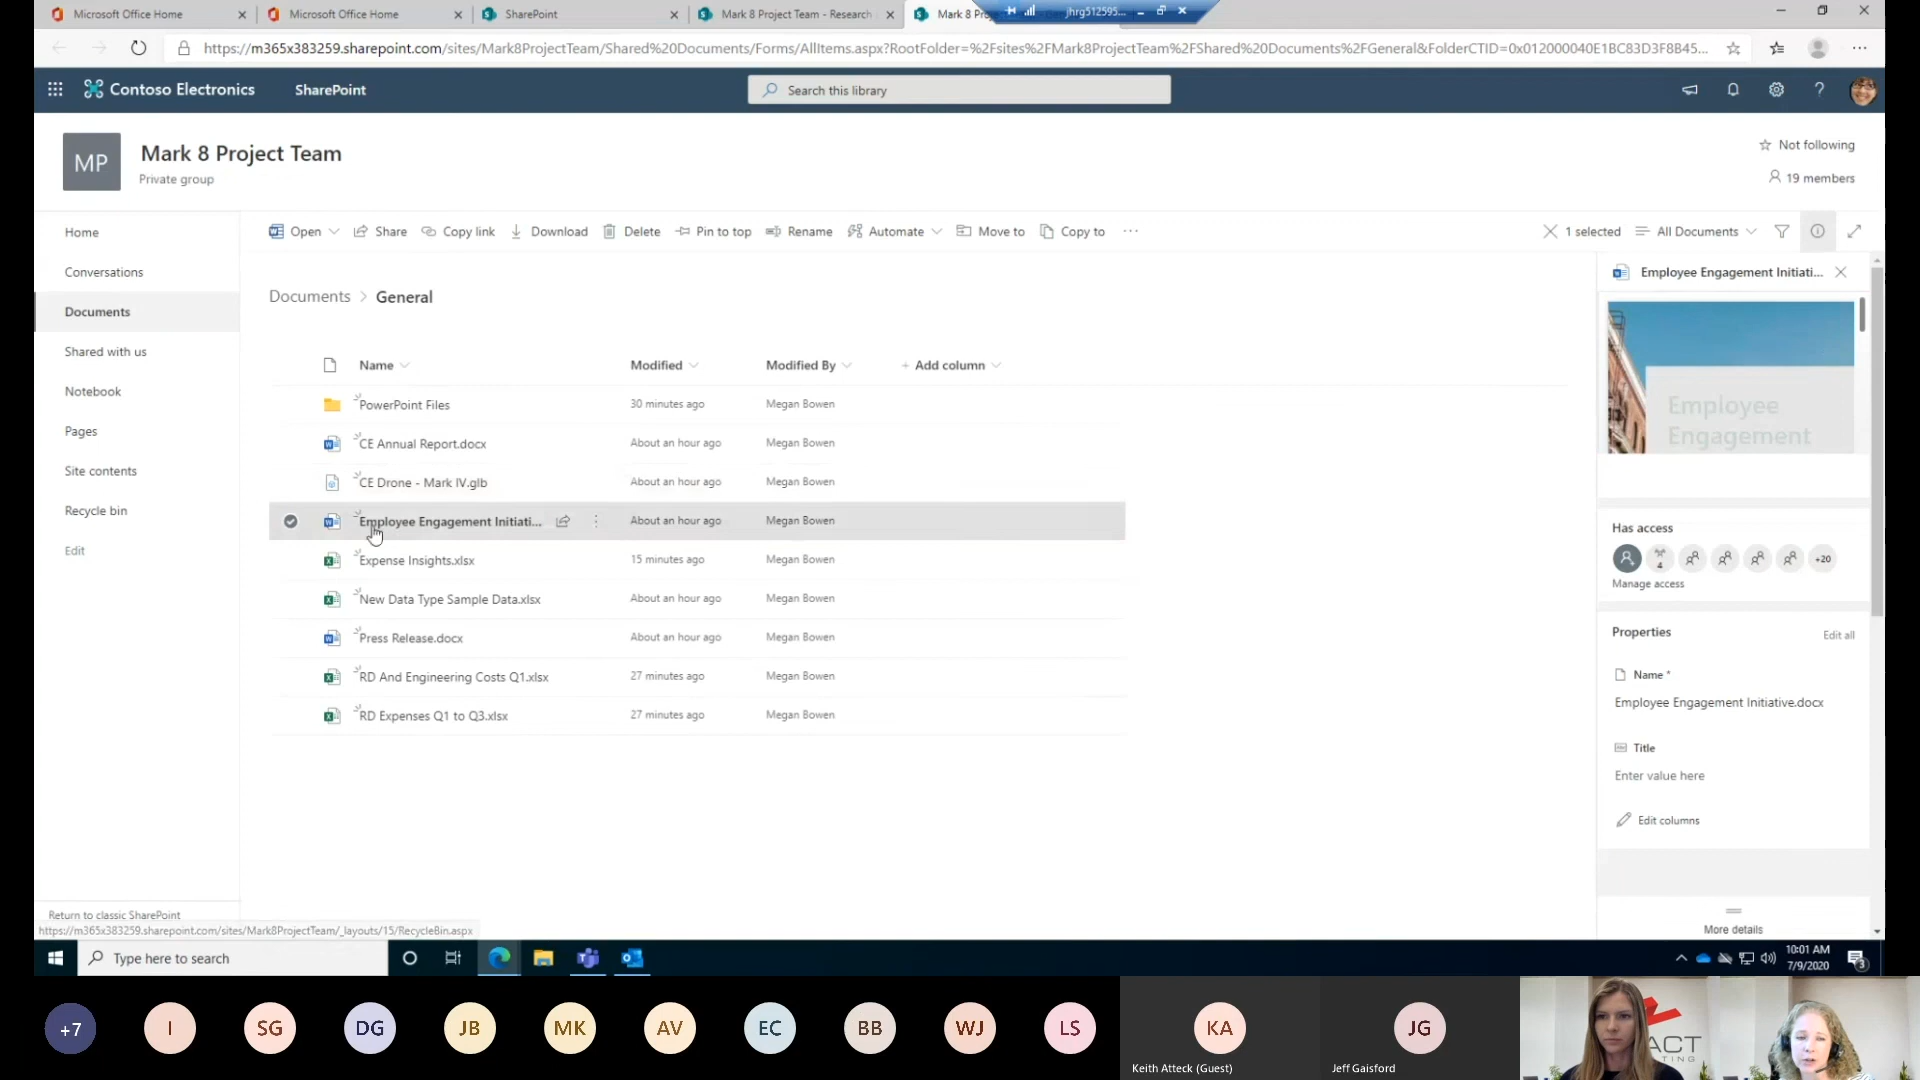 Microsoft Office Home
Microsoft Office Home
SharePoint
Mark 8 Project Team - Research
Mark 8 Pro
jhrg512595...
https://m365x383259.sharepoint.com/sites/Mark8ProjectTeam/Shared%20Documents/Forms/AllItems.aspx?RootFolder=%2Fsites%2FMark8ProjectTeam%2FShared%20Documents%2FGeneral&FolderCTID=0x012000040E1BC83D3F8B45...
Contoso Electronics
SharePoint
Search this library
?
MP
Mark 8 Project Team
Private group
Not following
19 members
Home
Conversations
Documents
Shared with us
Notebook
Pages
Site contents
Recycle bin
Edit
Return to classic SharePoint
Open
Share
Copy link
Download
Delete
Pin to top
Rename
Automate
Move to
Copy to
...
1 selected
All Documents
Documents > General
Name
Modified
Modified By
+ Add column
PowerPoint Files 30 minutes ago Megan Bowen
CE Annual Report.docx About an hour ago Megan Bowen
CE Drone - Mark IV.glb About an hour ago Megan Bowen
Employee Engagement Initiati... About an hour ago Megan Bowen
Expense Insights.xlsx 15 minutes ago Megan Bowen
New Data Type Sample Data.xlsx About an hour ago Megan Bowen
Press Release.docx About an hour ago Megan Bowen
RD And Engineering Costs Q1.xlsx 27 minutes ago Megan Bowen
RD Expenses Q1 to Q3.xlsx 27 minutes ago Megan Bowen
Employee Engagement Initiati...
Employee
Engagement
Has access
4
+20
Manage access
Properties
Edit all
Name *
Employee Engagement Initiative.docx
Title
Enter value here
Edit columns
More details
https://m365x383259.sharepoint.com/sites/Mark8ProjectTeam/_layouts/15/RecycleBin.aspx
Type here to search
10:01 AM
7/9/2020
3
+7
I
SG
DG
JB
MK
AV
EC
BB
WJ
LS
KA
Keith Atteck (Guest)
JG
Jeff Gaisford
ACT